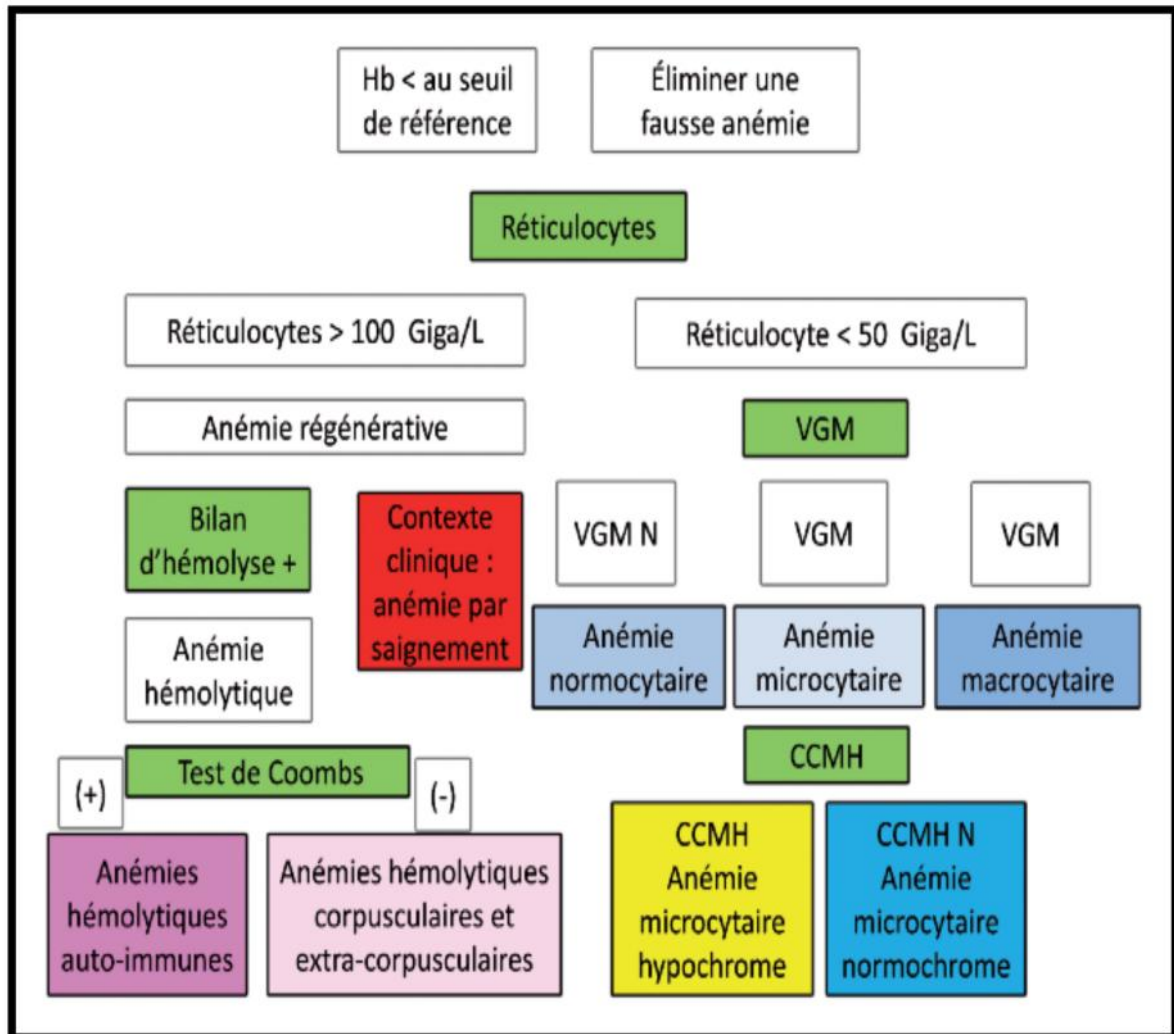 Hb < au seuil
de référence
Éliminer une
fausse anémie
Réticulocytes
Réticulocytes > 100 Giga/L
Réticulocyte < 50 Giga/L
Anémie régénérative
VGM
Bilan
d'hémolyse +
Contexte
clinique :
anémie par
saignement
VGM N
VGM
VGM
Anémie
hémolytique
Anémie
normocytaire
Anémie
microcytaire
Anémie
macrocytaire
(+)
Test de Coombs
(-)
CCMH
Anémies
hémolytiques
auto-immunes
Anémies hémolytiques
corpusculaires et
extra-corpusculaires
CCMH
Anémie
microcytaire
hypochrome
CCMH N
Anémie
microcytaire
normochrome